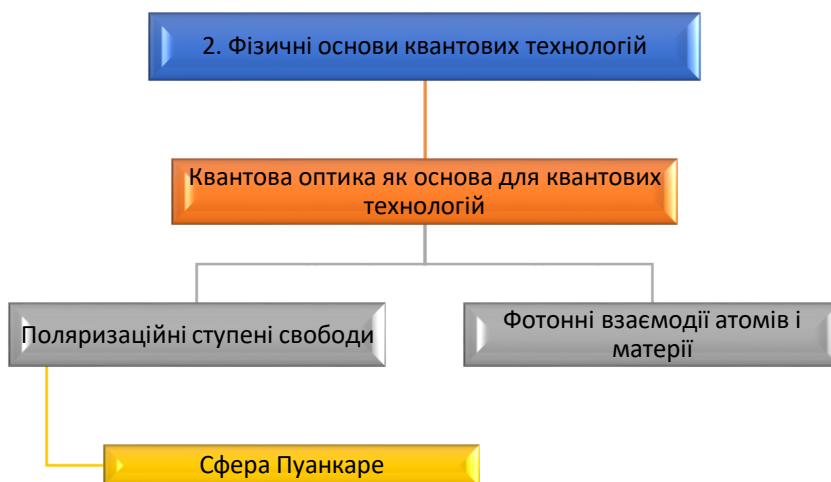 2. Фізичні основи квантових технологій
Квантова оптика як основа для квантових
технологій
Поляризаційні ступені свободи
Фотонні взаємодії атомів і
матерії
Сфера Пуанкаре